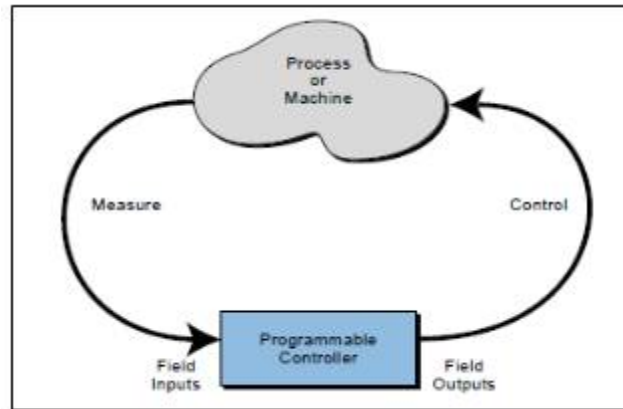 Process
or
Machine
Measure
Control
Programmable
Controller
Field
Inputs
Field
Outputs